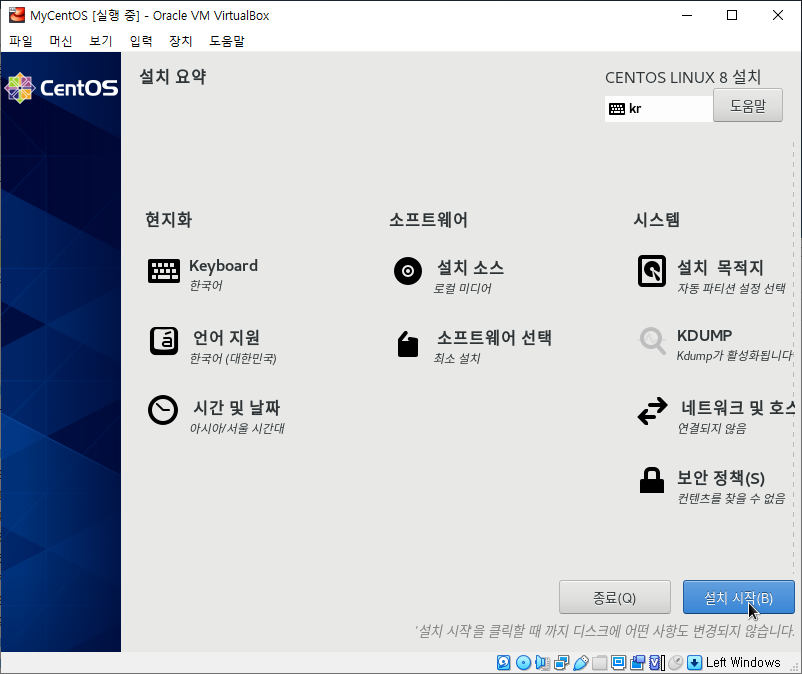 MyCentOS [실행 중] - Oracle VM VirtualBox
파일 머신 보기 입력 장치 도움말
CentOS
설치 요약
CENTOS LINUX 8 설치
kr
도움말
현지화
Keyboard
한국어
언어 지원
한국어 (대한민국)
시간 및 날짜
아시아/서울 시간대
소프트웨어
설치 소스
로컬 미디어
소프트웨어 선택
최소 설치
시스템
설치 목적지
자동 파티션 설정 선택
KDUMP
Kdump가 활성화됩니다
네트워크 및 호스
연결되지 않음
보안 정책(S)
컨텐츠를 찾을 수 없음
종료(Q)
설치 시작(B)
'설치 시작'을 클릭할 때 까지 디스크에 어떤 사항도 변경되지 않습니다.
Left Windows